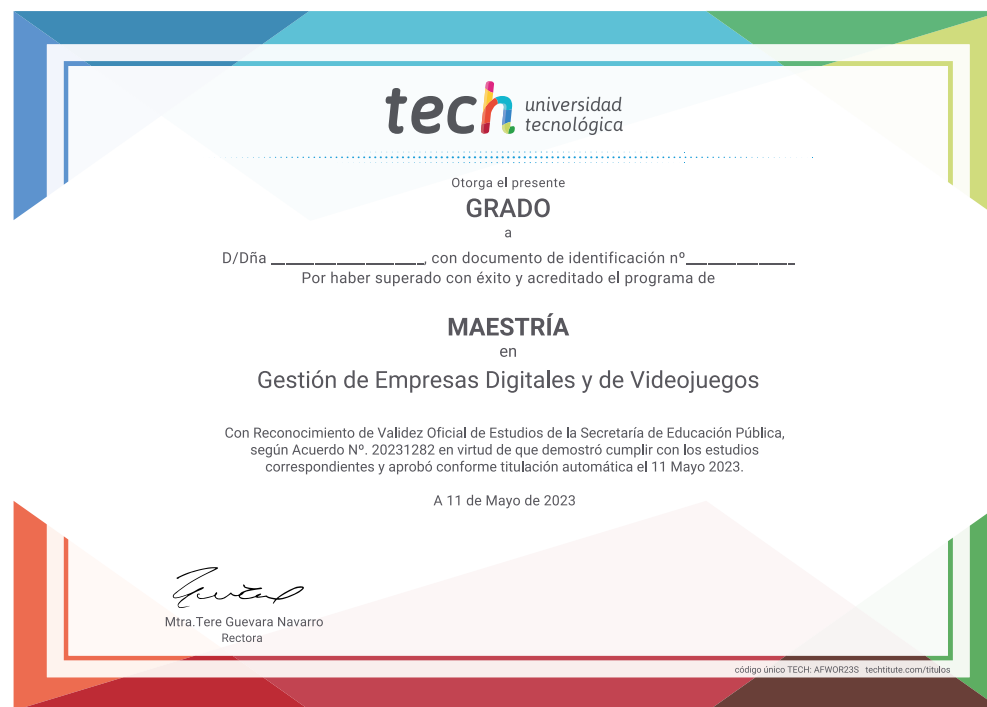 tech universidad
tecnológica
Otorga el presente
GRADO
a
D/Dña ____________________, con documento de identificación nº______________
Por haber superado con éxito y acreditado el programa de
MAESTRÍA
en
Gestión de Empresas Digitales y de Videojuegos
Con Reconocimiento de Validez Oficial de Estudios de la Secretaría de Educación Pública,
según Acuerdo Nº. 20231282 en virtud de que demostró cumplir con los estudios
correspondientes y aprobó conforme titulación automática el 11 Mayo 2023.
A 11 de Mayo de 2023
Mtra.Tere Guevara Navarro
Rectora
código único TECH: AFWOR23S techtitute.com/titulos